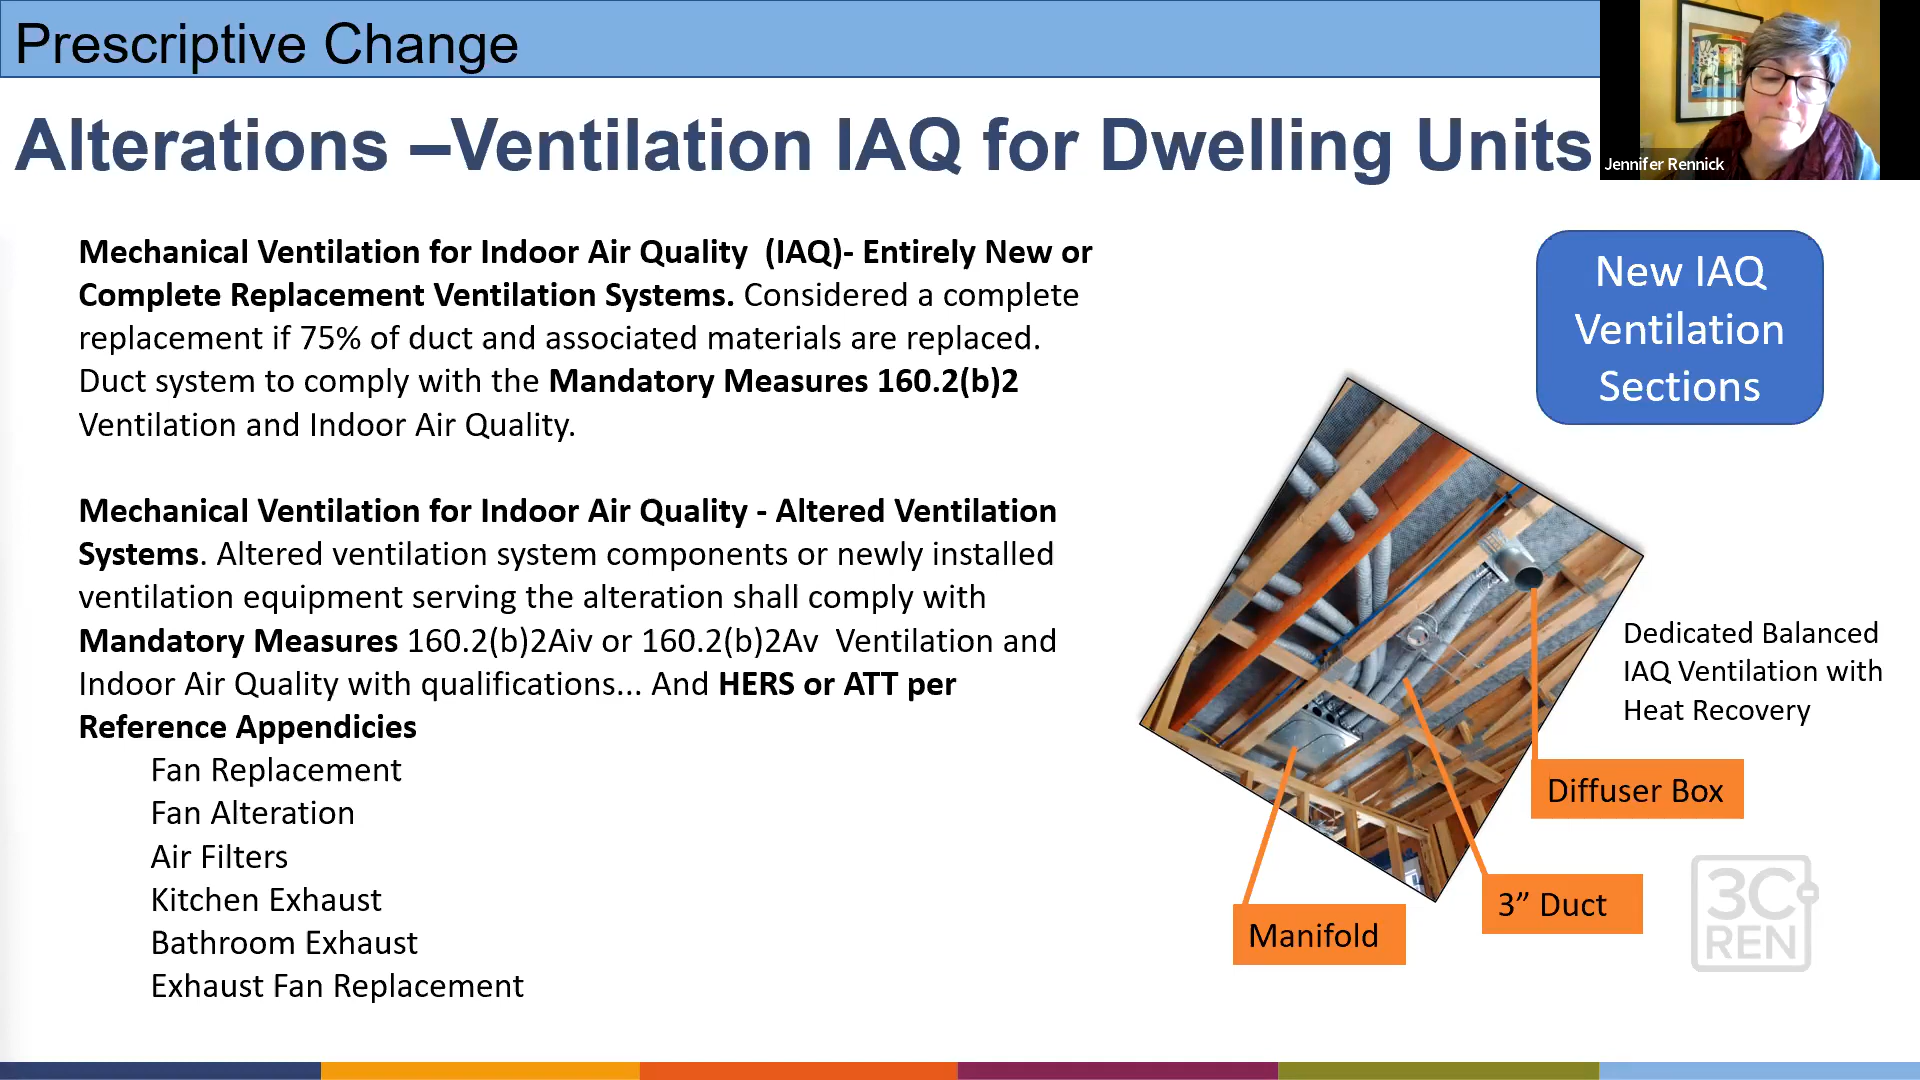 Prescriptive Change
Alterations –Ventilation IAQ for Dwelling Units
Jennifer Rennick
Mechanical Ventilation for Indoor Air Quality (IAQ)- Entirely New or
Complete Replacement Ventilation Systems. Considered a complete
replacement if 75% of duct and associated materials are replaced.
Duct system to comply with the Mandatory Measures 160.2(b)2
Ventilation and Indoor Air Quality.
Mechanical Ventilation for Indoor Air Quality - Altered Ventilation
Systems. Altered ventilation system components or newly installed
ventilation equipment serving the alteration shall comply with
Mandatory Measures 160.2(b)2Aiv or 160.2(b)2Av Ventilation and
Indoor Air Quality with qualifications... And HERS or ATT per
Reference Appendicies
Fan Replacement
Fan Alteration
Air Filters
Kitchen Exhaust
Bathroom Exhaust
Exhaust Fan Replacement
New IAQ
Ventilation
Sections
Dedicated Balanced
IAQ Ventilation with
Heat Recovery
Diffuser Box
3” Duct
Manifold
3C
REN